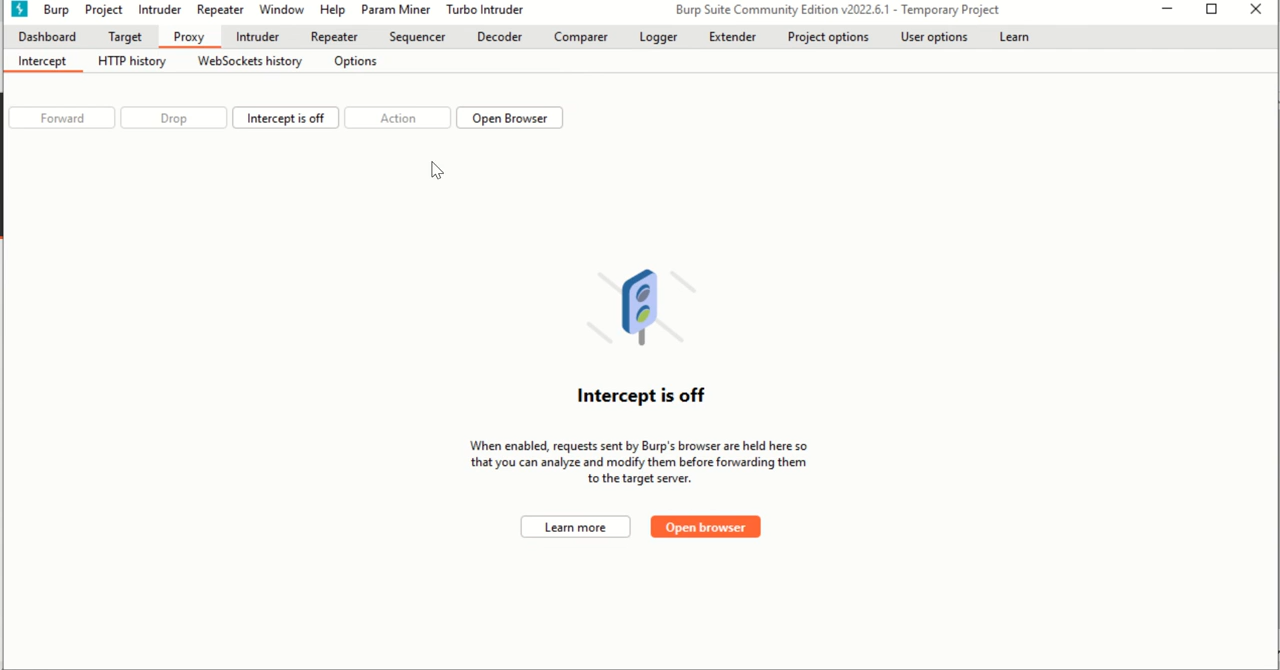 Burp Project Intruder Repeater Window Help Param Miner Turbo Intruder Burp Suite Community Edition v2022.6.1 - Temporary Project
Dashboard Target Proxy Intruder Repeater Sequencer Decoder Comparer Logger Extender Project options User options Learn
Intercept HTTP history WebSockets history Options
Forward Drop Intercept is off Action Open Browser
Intercept is off
When enabled, requests sent by Burp's browser are held here so
that you can analyze and modify them before forwarding them
to the target server.
Learn more Open browser